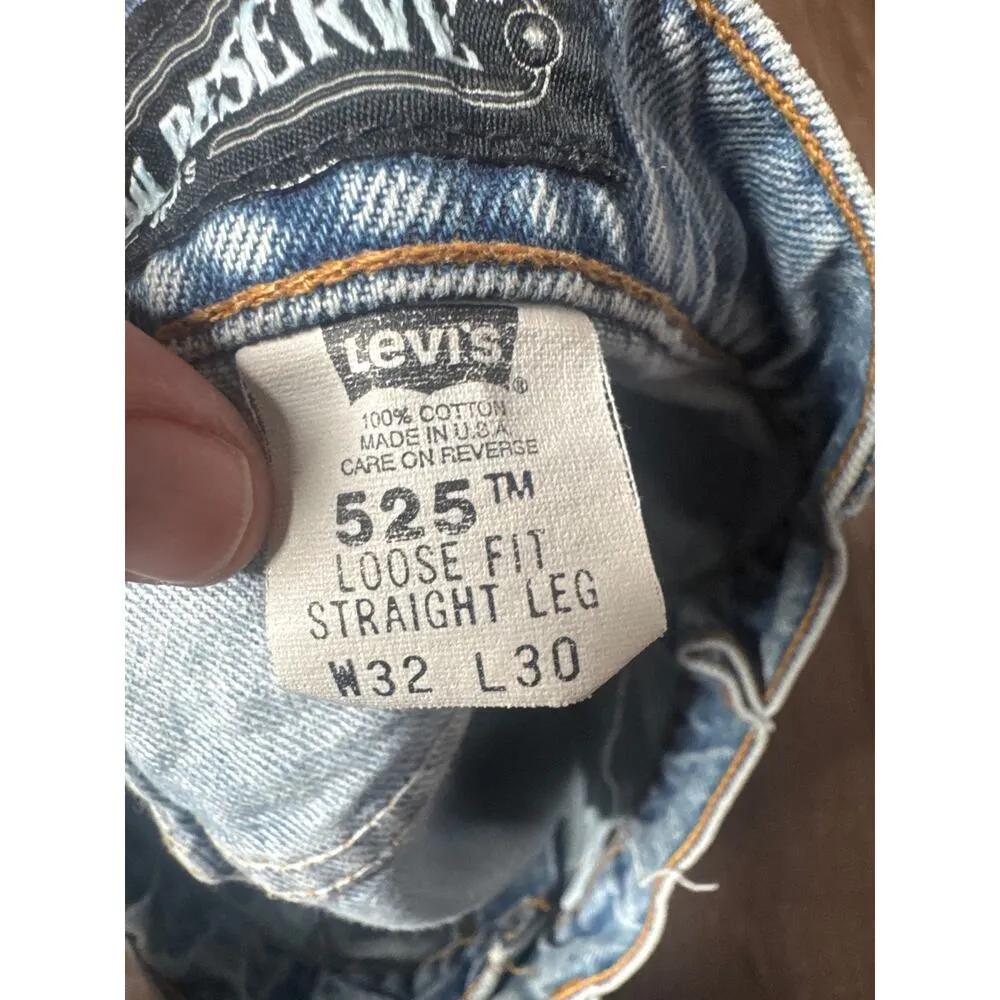 RESERVE
Levi's®
100% COTTON
MADE IN U.S.A.
CARE ON REVERSE
525™
LOOSE FIT
STRAIGHT LEG
W32 L30